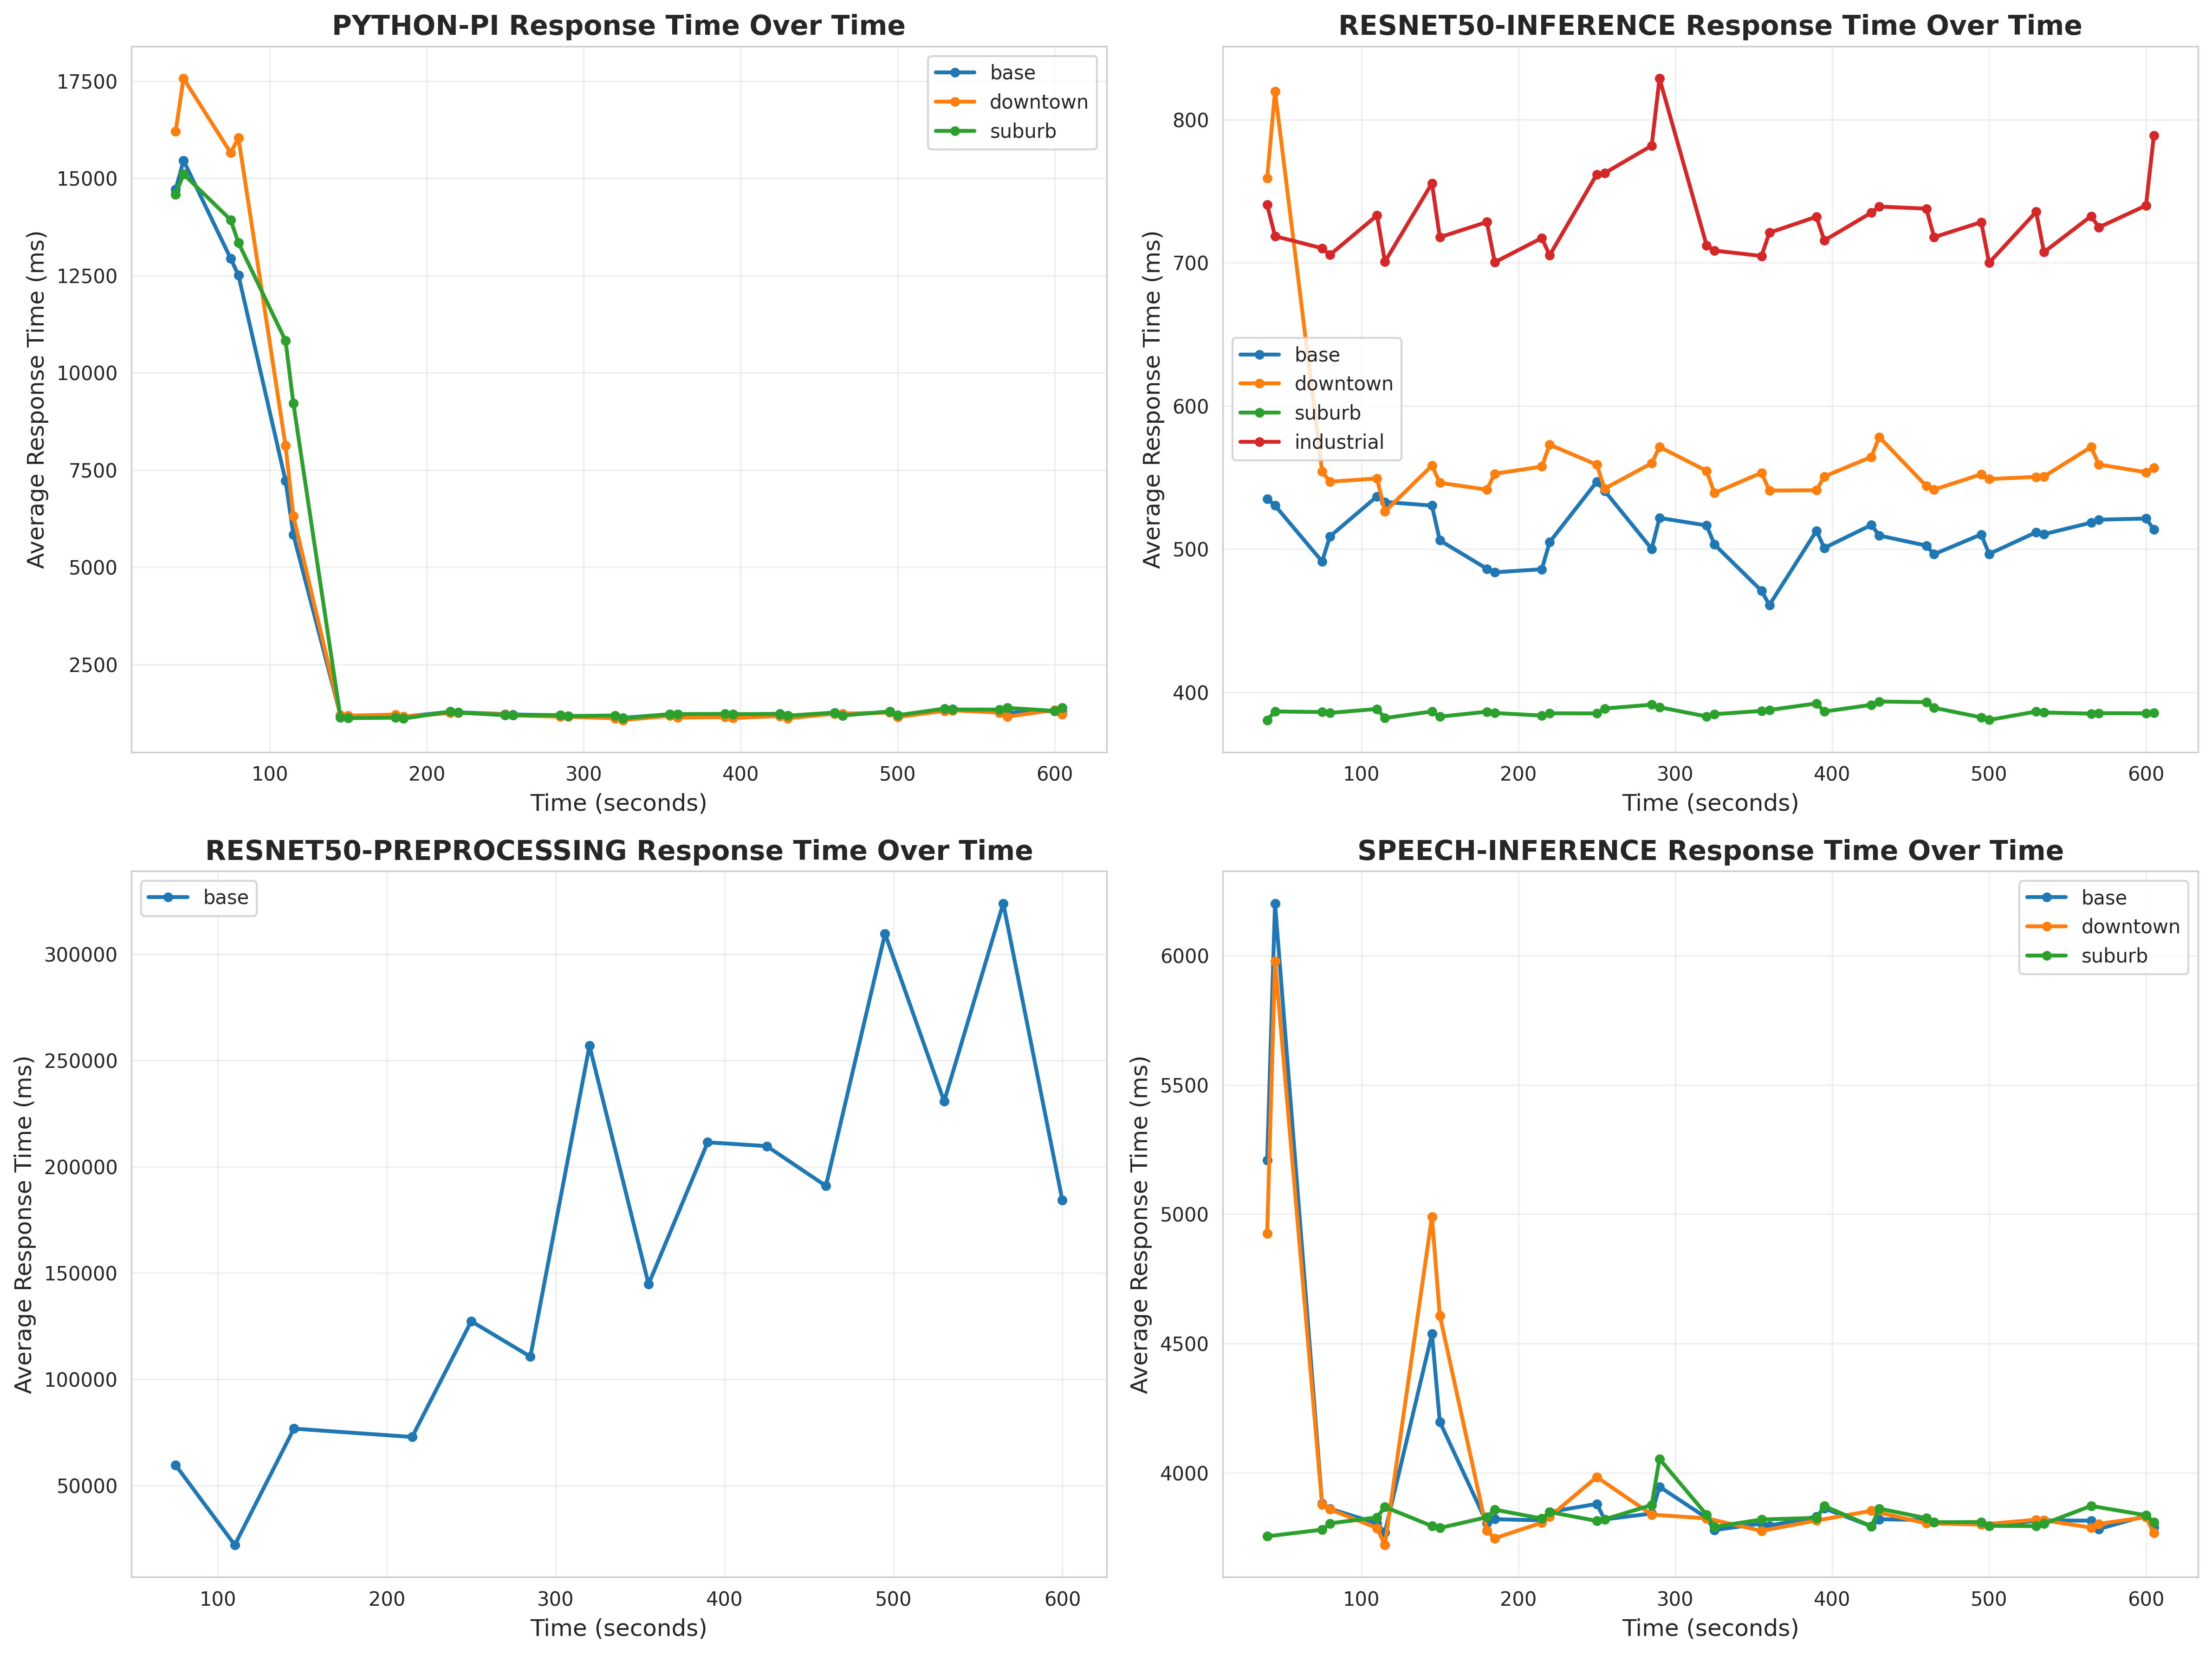 PYTHON-PI Response Time Over Time
17500
15000
12500
10000
7500
5000
2500
Average Response Time (ms)
base
downtown
suburb
100 200 300 400 500 600
Time (seconds)
RESNET50-INFERENCE Response Time Over Time
800
700
600
500
400
Average Response Time (ms)
base
downtown
suburb
industrial
100 200 300 400 500 600
Time (seconds)
RESNET50-PREPROCESSING Response Time Over Time
300000
250000
200000
150000
100000
50000
Average Response Time (ms)
base
100 200 300 400 500 600
Time (seconds)
SPEECH-INFERENCE Response Time Over Time
6000
5500
5000
4500
4000
Average Response Time (ms)
base
downtown
suburb
100 200 300 400 500 600
Time (seconds)